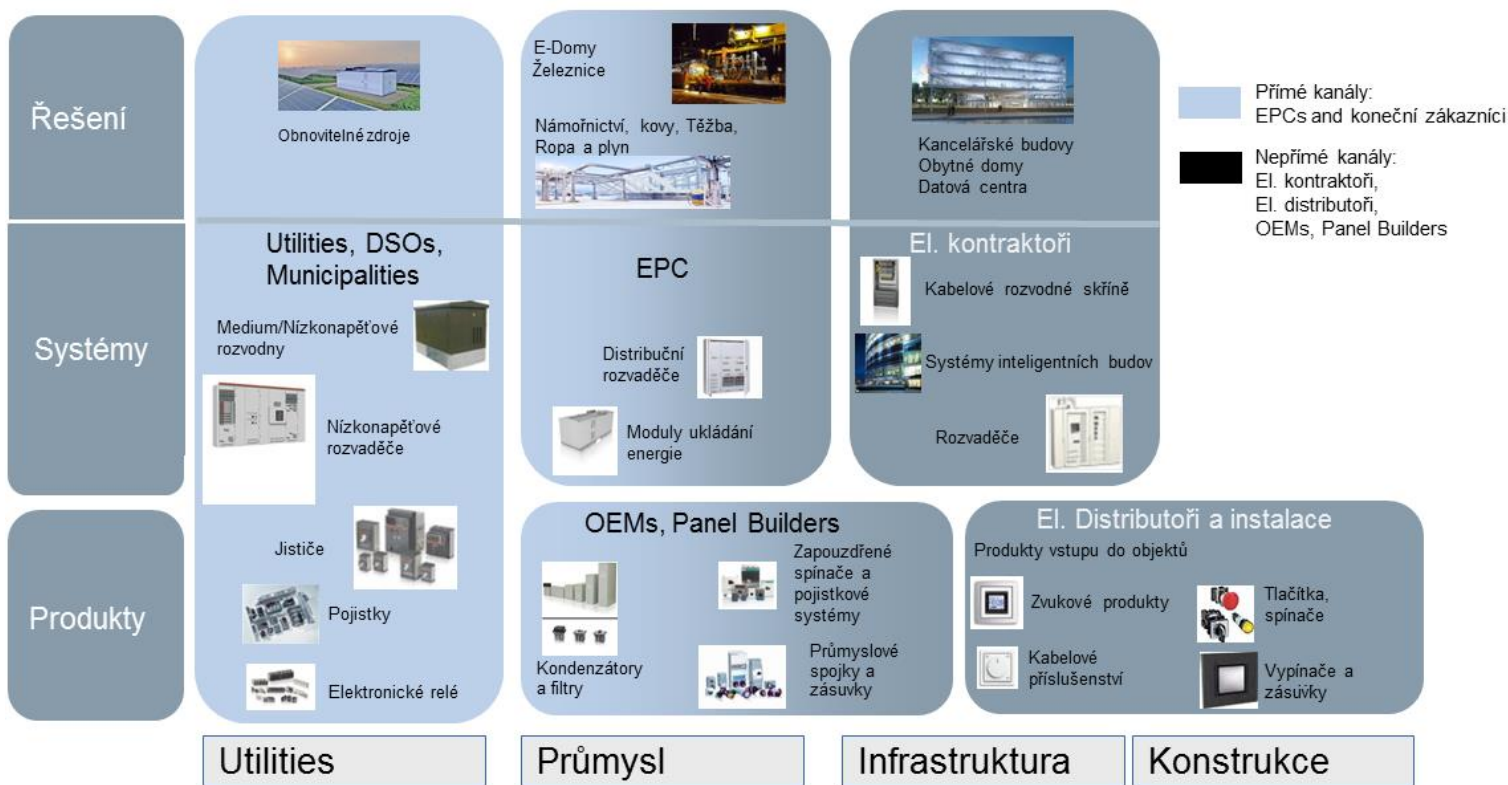 Řešení
Obnovitelné zdroje
E-Domy
Železnice
Námořnictví, kovy, Těžba,
Ropa a plyn
Kancelářské budovy
Obytné domy
Datová centra
Přímé kanály:
EPCs and koneční zákazníci
Nepřímé kanály:
El. kontraktoři,
El. distributoři,
OEMs, Panel Builders
Systémy
Utilities, DSOs,
Municipalities
Medium/Nízkonapěťové
rozvodny
Nízkonapěťové
rozvaděče
EPC
Distribuční
rozvaděče
Moduly ukládání
energie
El. kontraktoři
Kabelové rozvodné skříně
Systémy inteligentních budov
Rozvaděče
Produkty
Jističe
Pojistky
Elektronické relé
OEMs, Panel Builders
Kondenzátory
a filtry
Zapouzdřené
spínače a
pojistkové
systémy
Průmyslové
spojky a
zásuvky
El. Distributoři a instalace
Produkty vstupu do objektů
Zvukové produkty
Tlačítka,
spínače
Kabelové
příslušenství
Vypínače a
zásuvky
Utilities
Průmysl
Infrastruktura
Konstrukce